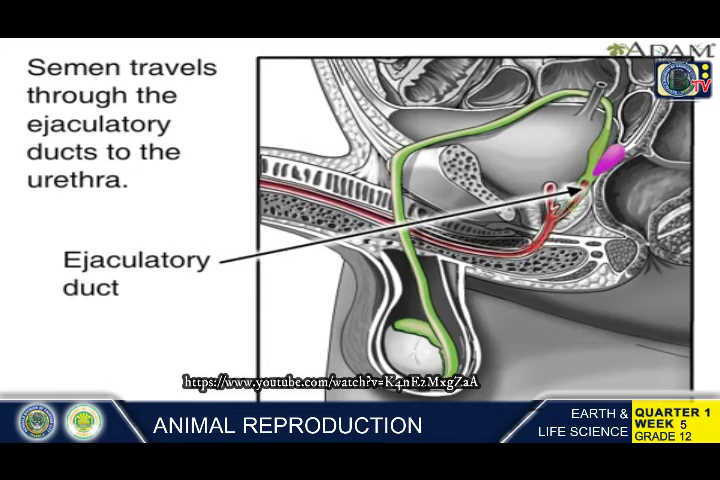 ADAM
B
TV
Semen travels
through the
ejaculatory
ducts to the
urethra.
Ejaculatory
duct
https://www.youtube.com/watch?v=K4nEzMxgZaA
ANIMAL REPRODUCTION
EARTH &
LIFE SCIENCE
QUARTER 1
WEEK 5
GRADE 12